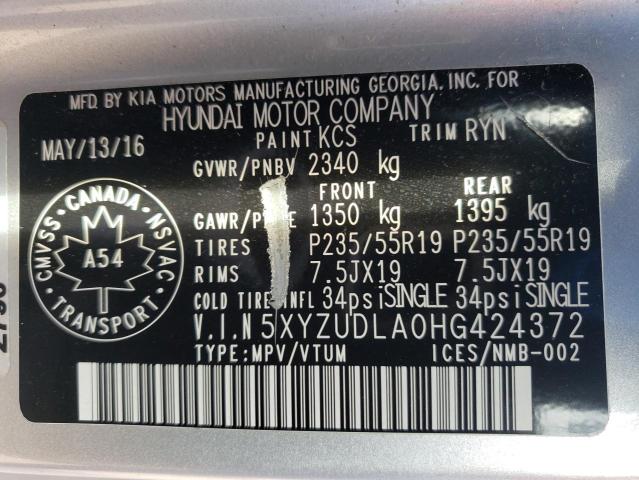 MFD. BY KIA MOTORS MANUFACTURING GEORGIA, INC. FOR
HYUNDAI MOTOR COMPANY
MAY/13/16 PAINT KCS TRIM RYN
GVWR/PNBV 2340 kg
FRONT REAR
GAWR/ 1350 kg 1395 kg
TIRES P235/55R19 P235/55R19
RIMS 7.5JX19 7.5JX19
COLD INFL 34psi SINGLE 34psi SINGLE
V.I.N 5XYZUDLA0HG424372
TYPE:MPV/VTUM ICES/NMB-002
CANADA
CMVSS NSVAC
A54
TRANSPORT